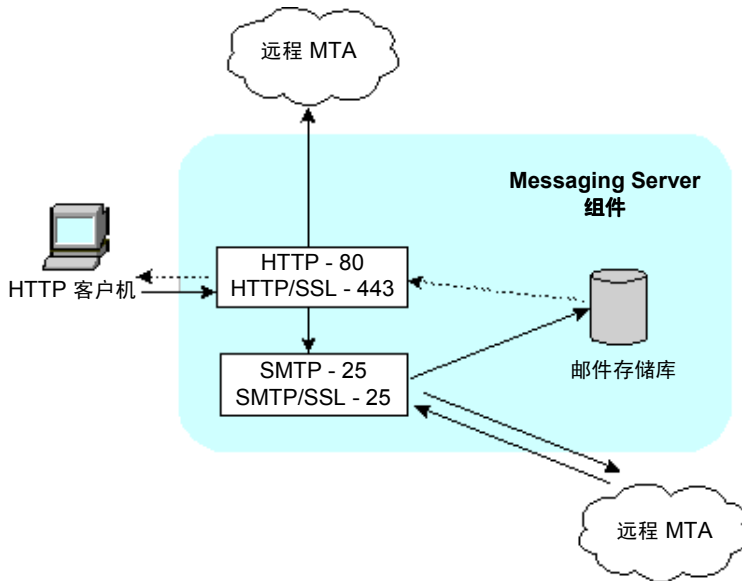 远程 MTA
Messaging Server
组件
HTTP - 80
HTTP/SSL - 443
HTTP 客户机
SMTP - 25
SMTP/SSL - 25
邮件存储库
远程 MTA